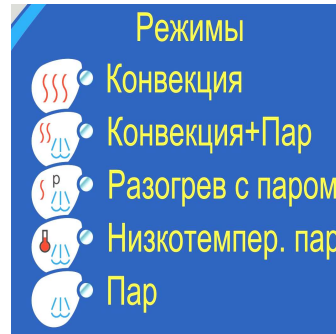 Режимы
Конвекция
Конвекция+Пар
р
Разогрев с паром
Низкотемпер. пар
Пар